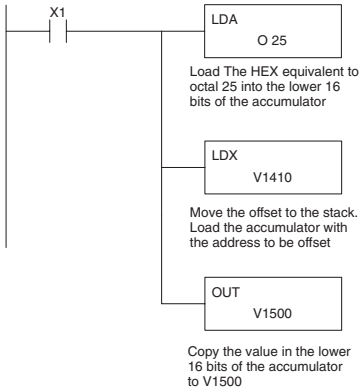 X1
LDA
O 25
Load The HEX equivalent to
octal 25 into the lower 16
bits of the accumulator
LDX
V1410
Move the offset to the stack.
Load the accumulator with
the address to be offset
OUT
V1500
Copy the value in the lower
16 bits of the accumulator
to V1500